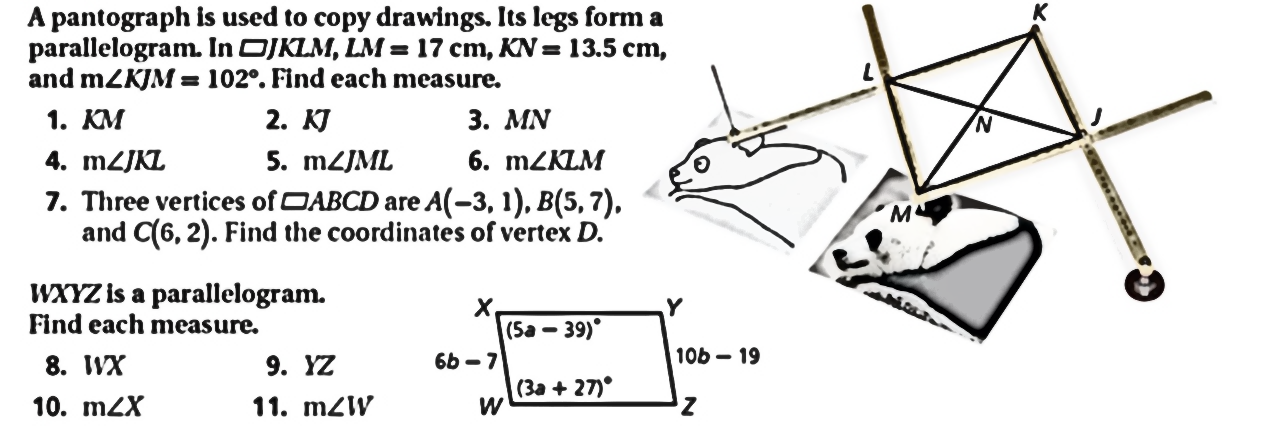 A pantograph is used to copy drawings. Its legs form a
parallelogram. In ▱JKLM, LM = 17 cm, KN = 13.5 cm,
and m∠KJM = 102°. Find each measure.
1. KM 2. KJ 3. MN
4. m∠JKL 5. m∠JML 6. m∠KLM
7. Three vertices of ▱ABCD are A(−3, 1), B(5, 7),
and C(6, 2). Find the coordinates of vertex D.
K
L
J
N
M
WXYZ is a parallelogram.
Find each measure.
8. WX 9. YZ
10. m∠X 11. m∠W
X Y
(5a − 39)°
6b − 7 10b − 19
(3a + 27)°
W Z